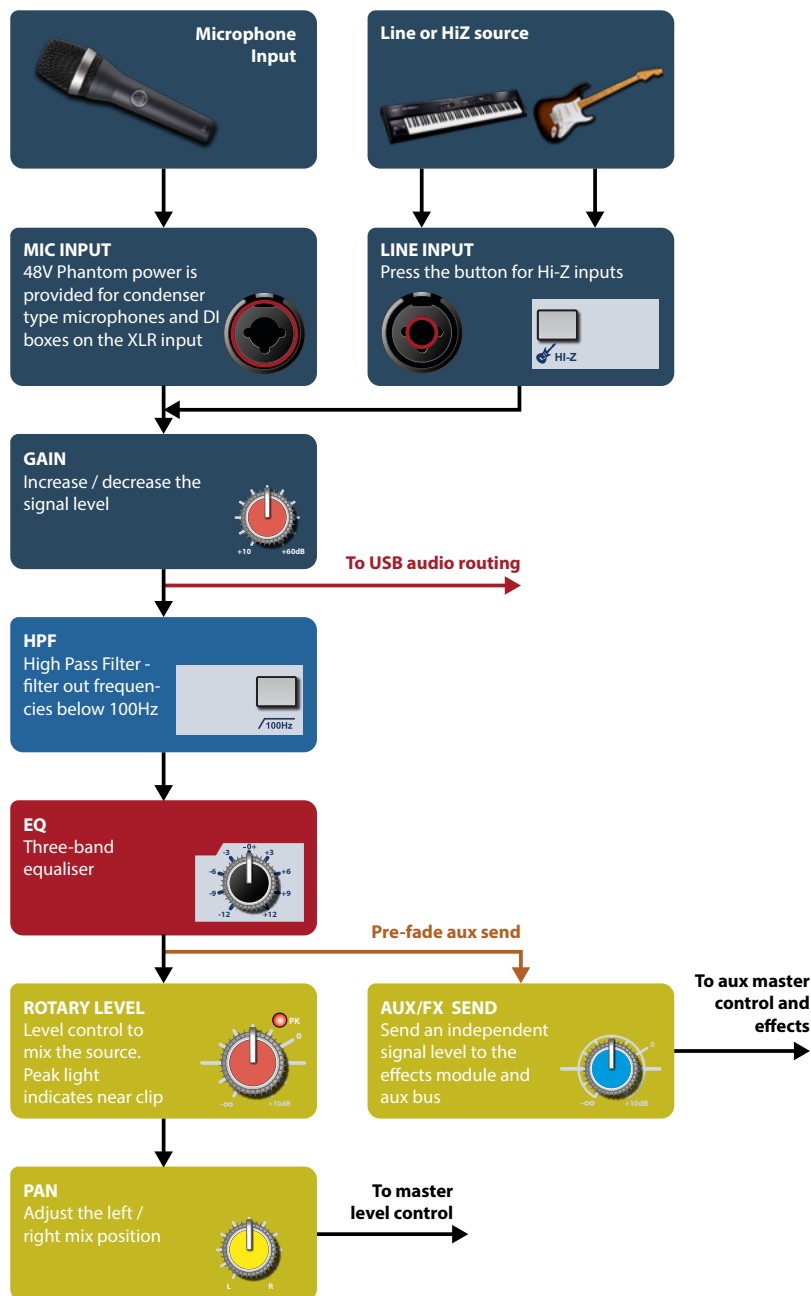 Microphone
Input
Line or HiZ source
MIC INPUT
48V Phantom power is
provided for condenser
type microphones and DI
boxes on the XLR input
LINE INPUT
Press the button for Hi-Z inputs
HI-Z
GAIN
Increase / decrease the
signal level
+10 +60dB
To USB audio routing
HPF
High Pass Filter -
filter out frequen-
cies below 100Hz
100Hz
EQ
Three-band
equaliser
-0+
-3 +3
-6 +6
-9 +9
-12 +12
Pre-fade aux send
ROTARY LEVEL
Level control to
mix the source.
Peak light
indicates near clip
PK
0
-∞ +10dB
AUX/FX SEND
Send an independent
signal level to the
effects module and
aux bus
0
-∞ +10dB
To aux master
control and
effects
PAN
Adjust the left /
right mix position
L R
To master
level control